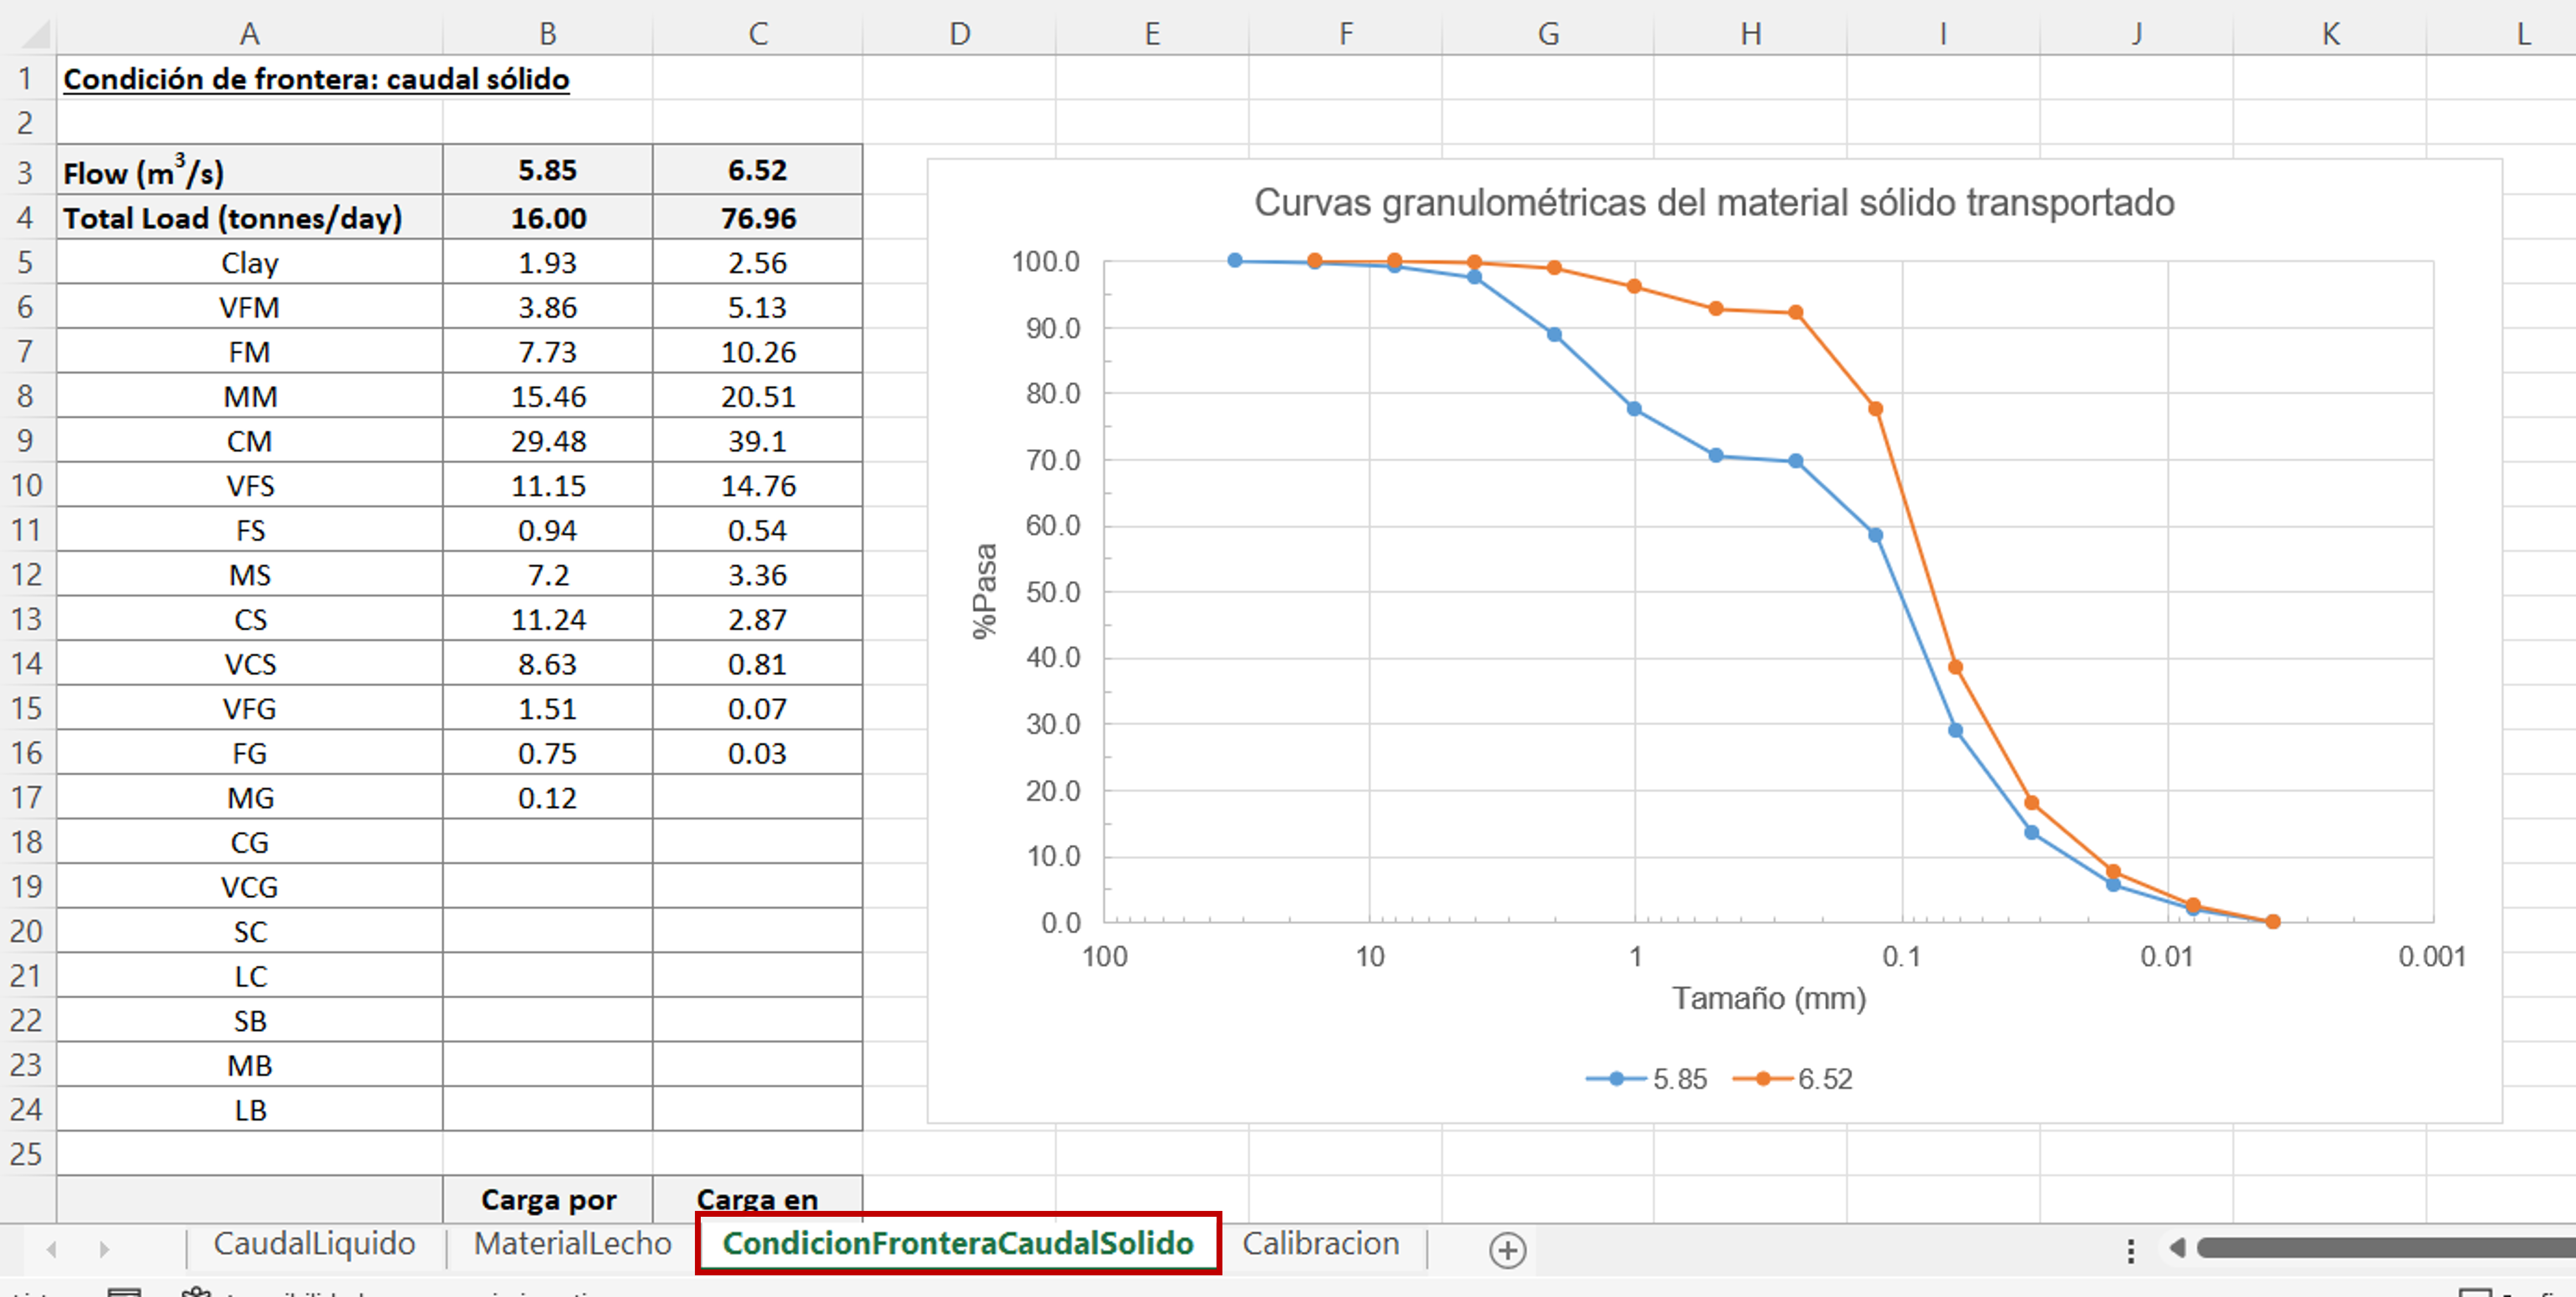 A B C D E F G H I J K L
1 Condición de frontera: caudal sólido
2
3 Flow (m³/s) 5.85 6.52
4 Total Load (tonnes/day) 16.00 76.96
5 Clay 1.93 2.56
6 VFM 3.86 5.13
7 FM 7.73 10.26
8 MM 15.46 20.51
9 CM 29.48 39.1
10 VFS 11.15 14.76
11 FS 0.94 0.54
12 MS 7.2 3.36
13 CS 11.24 2.87
14 VCS 8.63 0.81
15 VFG 1.51 0.07
16 FG 0.75 0.03
17 MG 0.12
18 CG
19 VCG
20 SC
21 LC
22 SB
23 MB
24 LB
25
Carga por Carga en
Curvas granulométricas del material sólido transportado
100.0
90.0
80.0
70.0
60.0
50.0
40.0
30.0
20.0
10.0
0.0
%Pasa
100 10 1 0.1 0.01 0.001
Tamaño (mm)
5.85 6.52
CaudalLiquido MaterialLecho CondicionFronteraCaudalSolido Calibracion